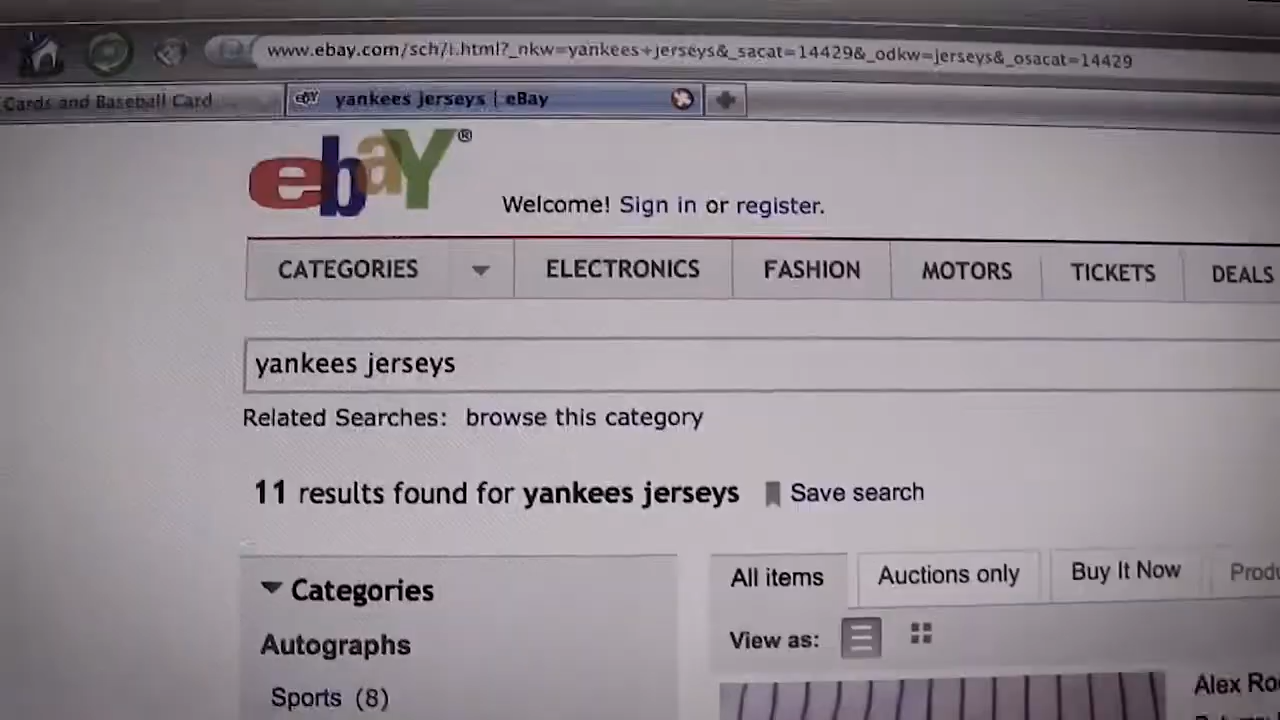 www.ebay.com/sch/i.html?_nkw=yankees+jerseys&_sacat=14429&_odkw=jerseys&_osacat=14429
Cards and Baseball Card
ebY yankees jerseys | eBay
ebaY®
Welcome! Sign in or register.
CATEGORIES ELECTRONICS FASHION MOTORS TICKETS DEALS
yankees jerseys
Related Searches: browse this category
11 results found for yankees jerseys Save search
Categories
All items Auctions only Buy It Now Produ
Autographs
View as:
Sports (8)
Alex Ro